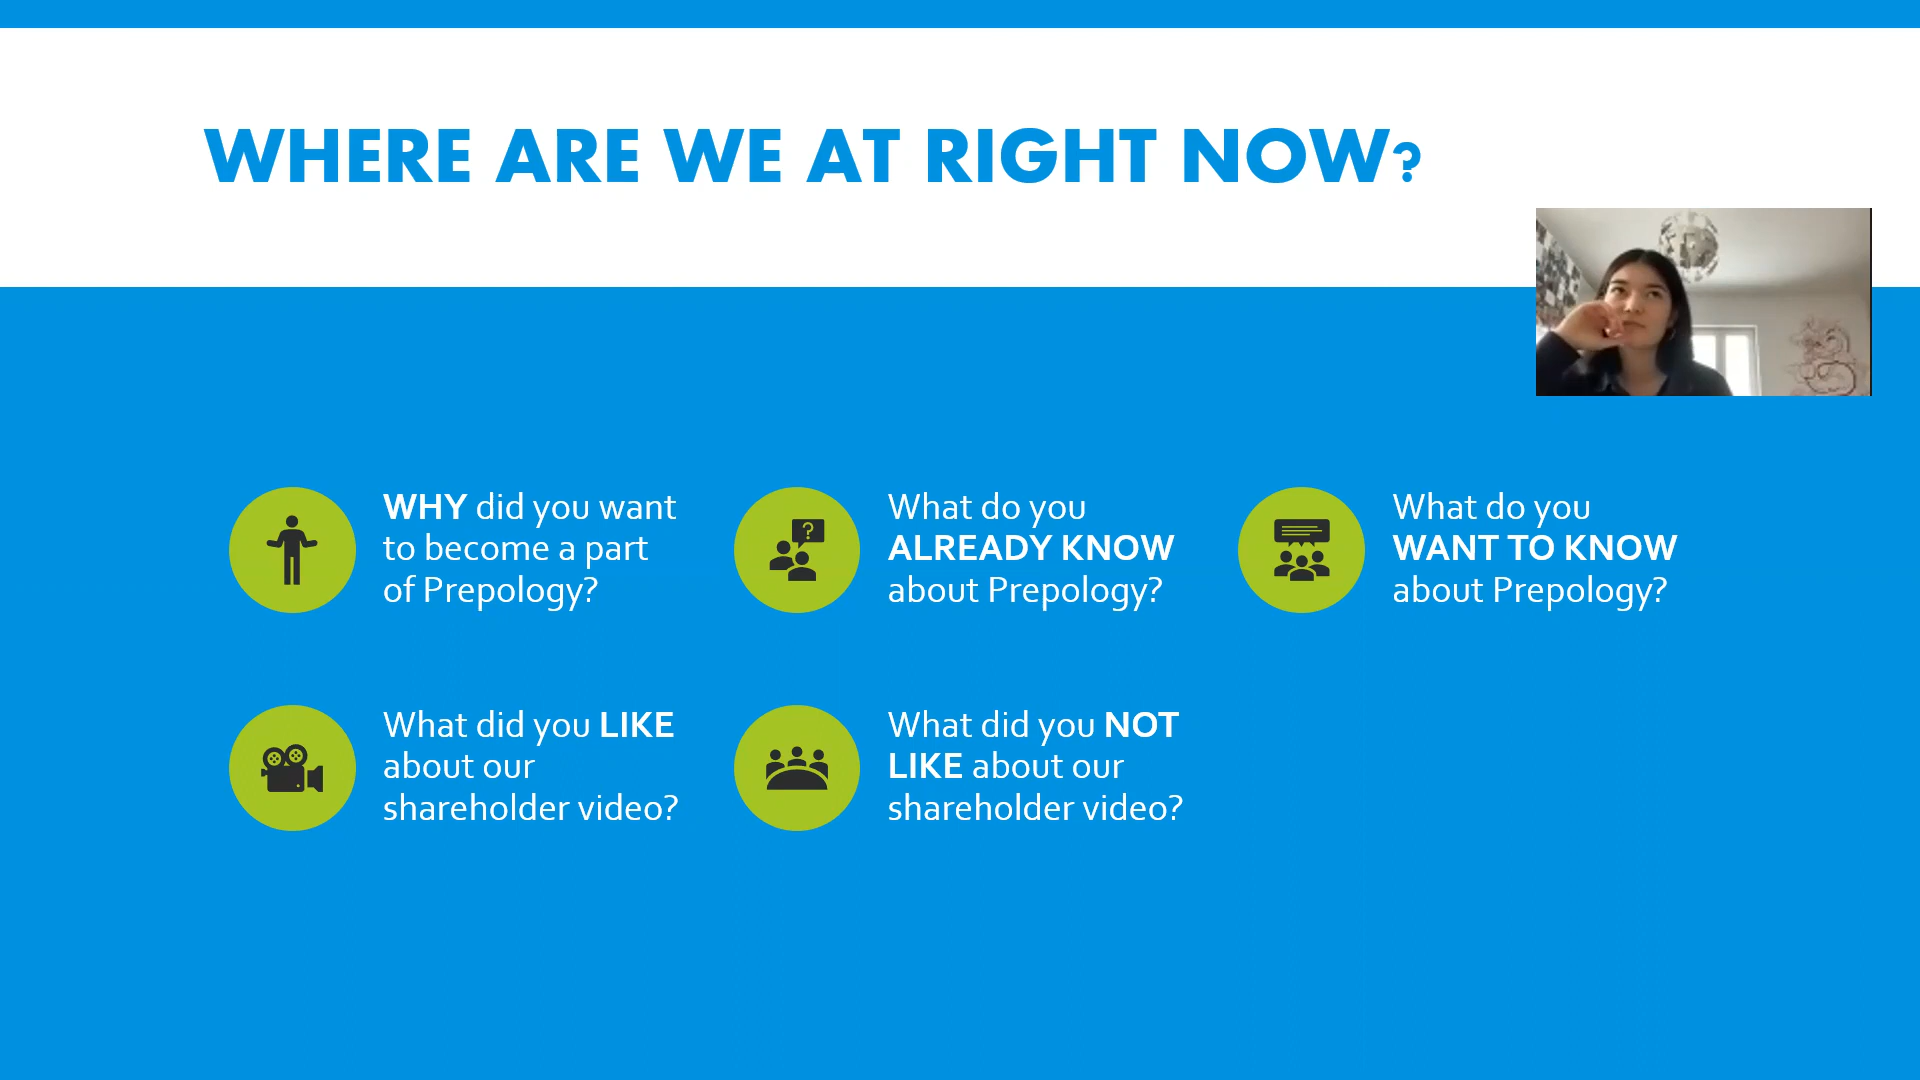 WHERE ARE WE AT RIGHT NOW?
WHY did you want
to become a part
of Prepology?
What do you
ALREADY KNOW
about Prepology?
What do you
WANT TO KNOW
about Prepology?
What did you LIKE
about our
shareholder video?
What did you NOT
LIKE about our
shareholder video?
?